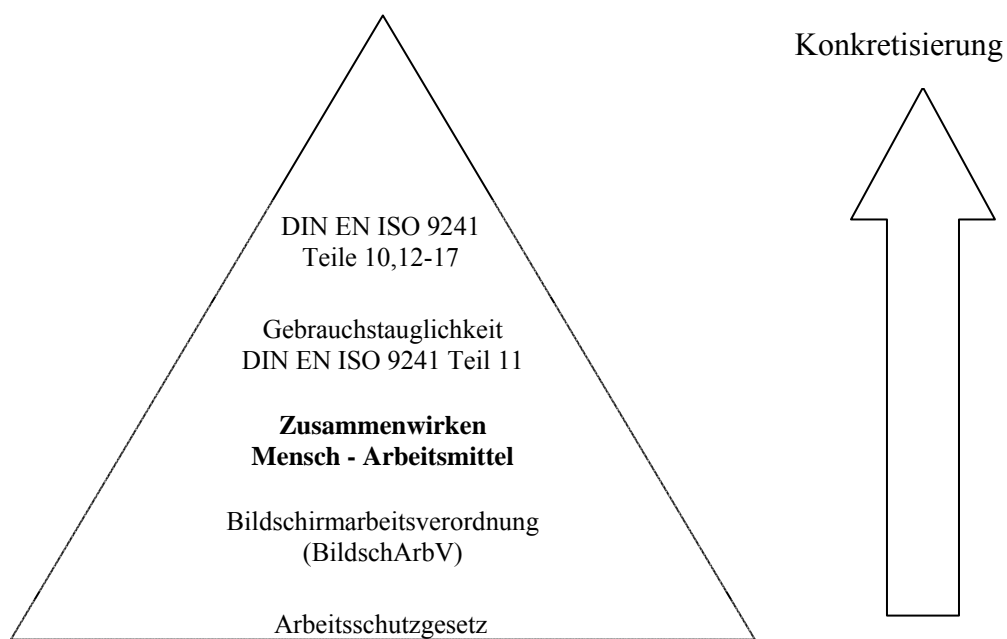 Konkretisierung
DIN EN ISO 9241
Teile 10,12-17
Gebrauchstauglichkeit
DIN EN ISO 9241 Teil 11
Zusammenwirken
Mensch - Arbeitsmittel
Bildschirmarbeitsverordnung
(BildschArbV)
Arbeitsschutzgesetz